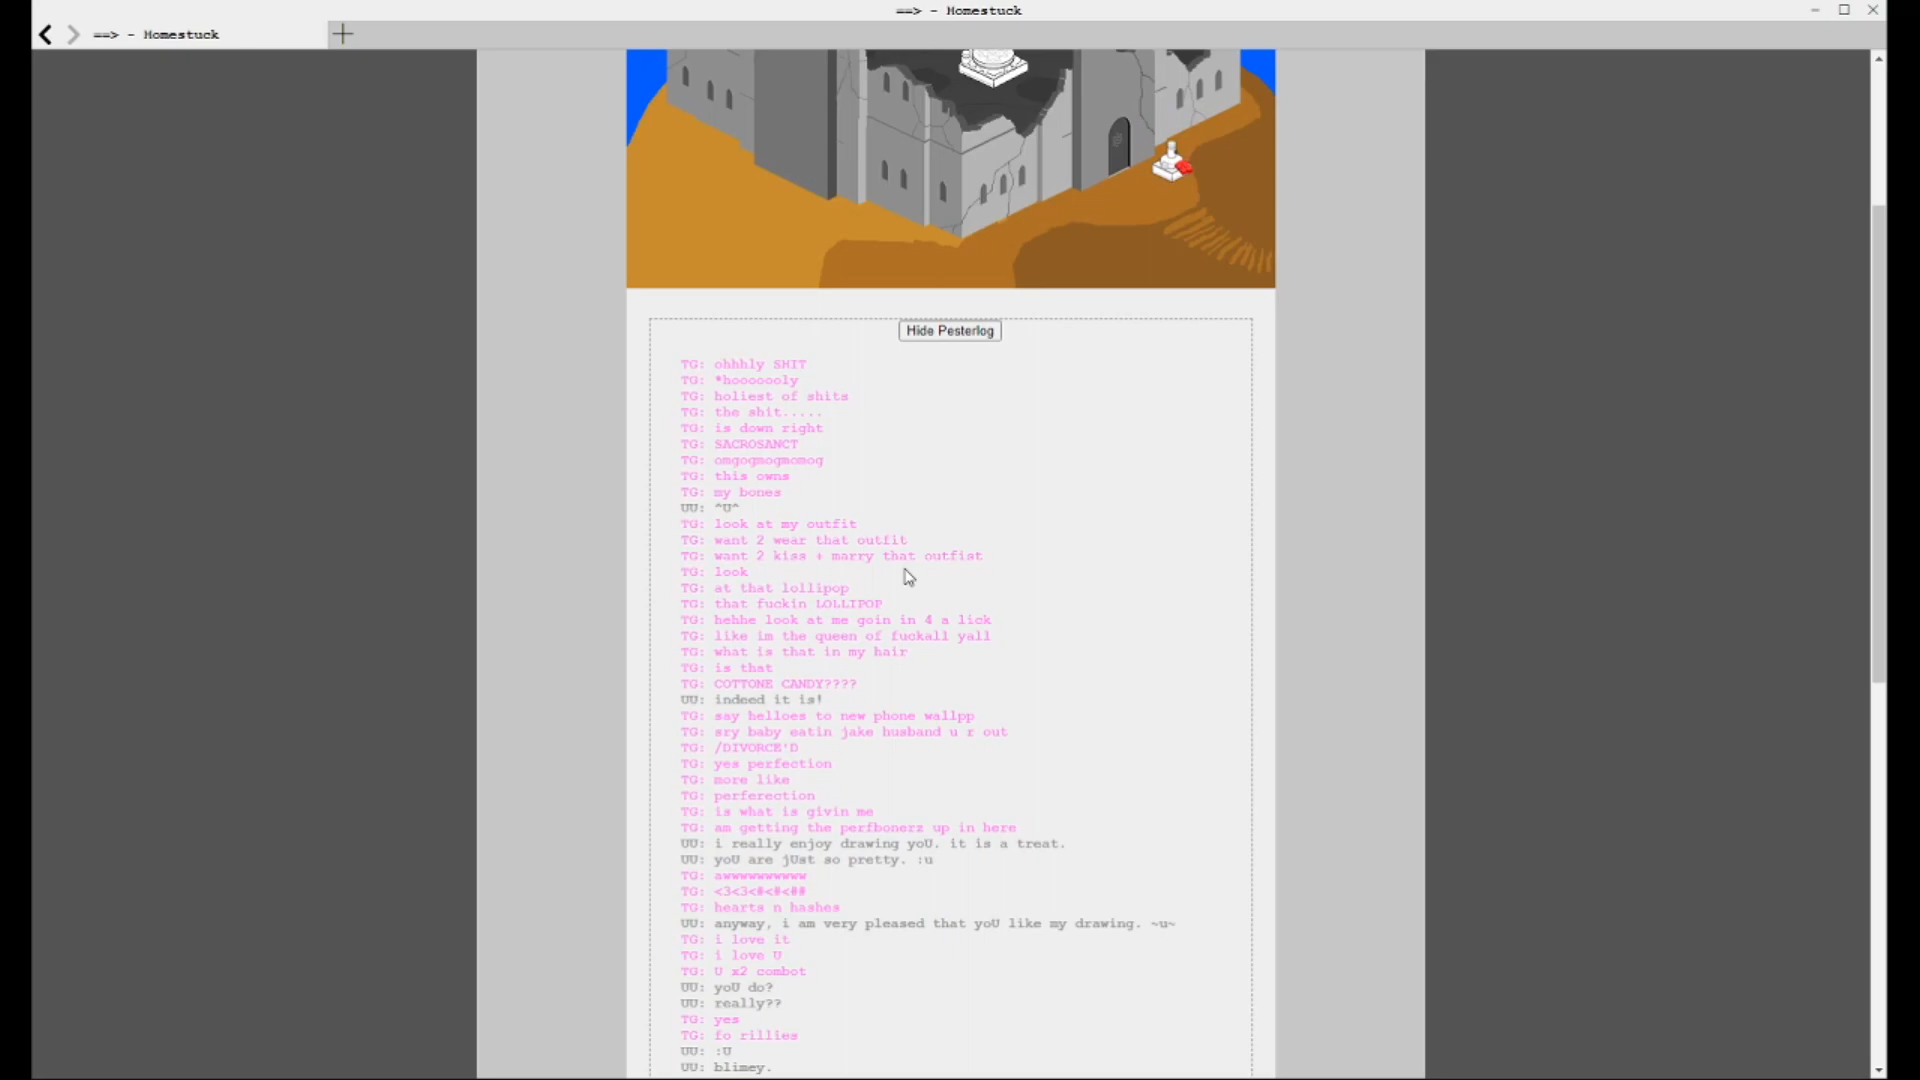 ==> - Homestuck
==> - Homestuck
Hide Pesterlog
TG: ohhhly SHIT
TG: *hooooooly
TG: holiest of shits
TG: the shit.....
TG: is down right
TG: SACROSANCT
TG: omgogmogmomog
TG: this owns
TG: my bones
UU: ^U^
TG: look at my outfit
TG: want 2 wear that outfit
TG: want 2 kiss + marry that outfist
TG: look
TG: at that lollipop
TG: that fuckin LOLLIPOP
TG: hehhe look at me goin in 4 a lick
TG: like im the queen of fuckall yall
TG: what is that in my hair
TG: is that
TG: COTTONE CANDY????
UU: indeed it is!
TG: say helloes to new phone wallpp
TG: sry baby eatin jake husband u r out
TG: /DIVORCE'D
TG: yes perfection
TG: more like
TG: perferection
TG: is what is givin me
TG: am getting the perfbonerz up in here
UU: i really enjoy drawing yoU. it is a treat.
UU: yoU are jUst so pretty. :u
TG: awwwwwwwwww
TG: <3<3<#<#<##
TG: hearts n hashes
UU: anyway, i am very pleased that yoU like my drawing. ~u~
TG: i love it
TG: i love U
TG: U x2 combot
UU: yoU do?
UU: really??
TG: yes
TG: fo rillies
UU: :U
UU: blimey.